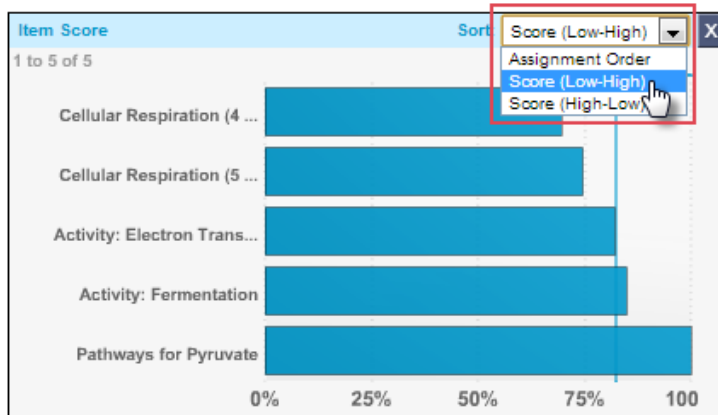 Item Score Sort: Score (Low-High) X
1 to 5 of 5 Assignment Order
Score (Low-High)
Score (High-Low)
Cellular Respiration (4 ...
Cellular Respiration (5 ...
Activity: Electron Trans...
Activity: Fermentation
Pathways for Pyruvate
0% 25% 50% 75% 100